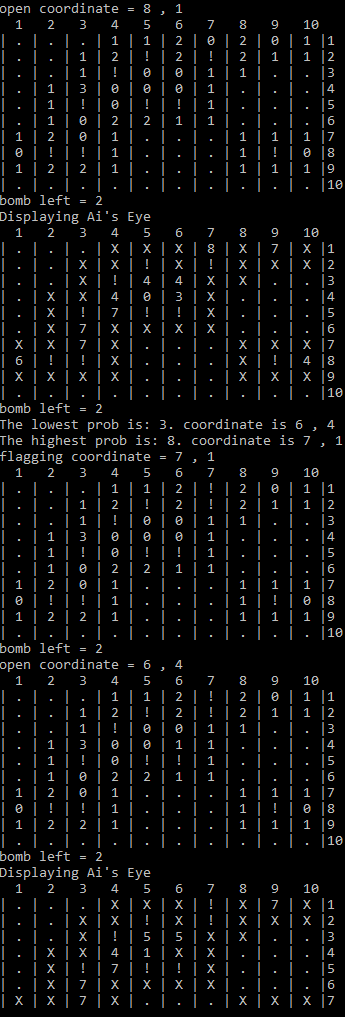 open coordinate = 8 , 1
1 2 3 4 5 6 7 8 9 10
| . | . | . | 1 | 1 | 2 | 0 | 2 | 0 | 1 |1
| . | . | 1 | 2 | ! | 2 | ! | 2 | 1 | 1 |2
| . | . | 1 | ! | 0 | 0 | 1 | 1 | . | . |3
| . | 1 | 3 | 0 | 0 | 0 | 1 | . | . | . |4
| . | 1 | ! | 0 | ! | ! | 1 | . | . | . |5
| . | 1 | 0 | 2 | 2 | 1 | 1 | . | . | . |6
| 1 | 2 | 0 | 1 | . | . | . | 1 | 1 | 1 |7
| 0 | ! | ! | 1 | . | . | . | 1 | ! | 0 |8
| 1 | 2 | 2 | 1 | . | . | . | 1 | 1 | 1 |9
| . | . | . | . | . | . | . | . | . | . |10
bomb left = 2
Displaying Ai's Eye
1 2 3 4 5 6 7 8 9 10
| . | . | . | X | X | X | 8 | X | 7 | X |1
| . | . | X | X | ! | X | ! | X | X | X |2
| . | . | X | ! | 4 | 4 | X | X | . | . |3
| . | X | X | 4 | 0 | 3 | X | . | . | . |4
| . | X | ! | 7 | ! | ! | X | . | . | . |5
| . | X | 7 | X | X | X | X | . | . | . |6
| X | X | 7 | X | . | . | . | X | X | X |7
| 6 | ! | ! | X | . | . | . | X | ! | 4 |8
| X | X | X | X | . | . | . | X | X | X |9
| . | . | . | . | . | . | . | . | . | . |10
bomb left = 2
The lowest prob is: 3. coordinate is 6 , 4
The highest prob is: 8. coordinate is 7 , 1
flagging coordinate = 7 , 1
1 2 3 4 5 6 7 8 9 10
| . | . | . | 1 | 1 | 2 | ! | 2 | 0 | 1 |1
| . | . | 1 | 2 | ! | 2 | ! | 2 | 1 | 1 |2
| . | . | 1 | ! | 0 | 0 | 1 | 1 | . | . |3
| . | 1 | 3 | 0 | 0 | 0 | 1 | . | . | . |4
| . | 1 | ! | 0 | ! | ! | 1 | . | . | . |5
| . | 1 | 0 | 2 | 2 | 1 | 1 | . | . | . |6
| 1 | 2 | 0 | 1 | . | . | . | 1 | 1 | 1 |7
| 0 | ! | ! | 1 | . | . | . | 1 | ! | 0 |8
| 1 | 2 | 2 | 1 | . | . | . | 1 | 1 | 1 |9
| . | . | . | . | . | . | . | . | . | . |10
bomb left = 2
open coordinate = 6 , 4
1 2 3 4 5 6 7 8 9 10
| . | . | . | 1 | 1 | 2 | ! | 2 | 0 | 1 |1
| . | . | 1 | 2 | ! | 2 | ! | 2 | 1 | 1 |2
| . | . | 1 | ! | 0 | 0 | 1 | 1 | . | . |3
| . | 1 | 3 | 0 | 0 | 1 | 1 | . | . | . |4
| . | 1 | ! | 0 | ! | ! | 1 | . | . | . |5
| . | 1 | 0 | 2 | 2 | 1 | 1 | . | . | . |6
| 1 | 2 | 0 | 1 | . | . | . | 1 | 1 | 1 |7
| 0 | ! | ! | 1 | . | . | . | 1 | ! | 0 |8
| 1 | 2 | 2 | 1 | . | . | . | 1 | 1 | 1 |9
| . | . | . | . | . | . | . | . | . | . |10
bomb left = 2
Displaying Ai's Eye
1 2 3 4 5 6 7 8 9 10
| . | . | . | X | X | X | ! | X | 7 | X |1
| . | . | X | X | ! | X | ! | X | X | X |2
| . | . | X | ! | 5 | 5 | X | X | . | . |3
| . | X | X | 4 | 1 | X | X | . | . | . |4
| . | X | ! | 7 | ! | ! | X | . | . | . |5
| . | X | 7 | X | X | X | X | . | . | . |6
| X | X | 7 | X | . | . | . | X | X | X |7